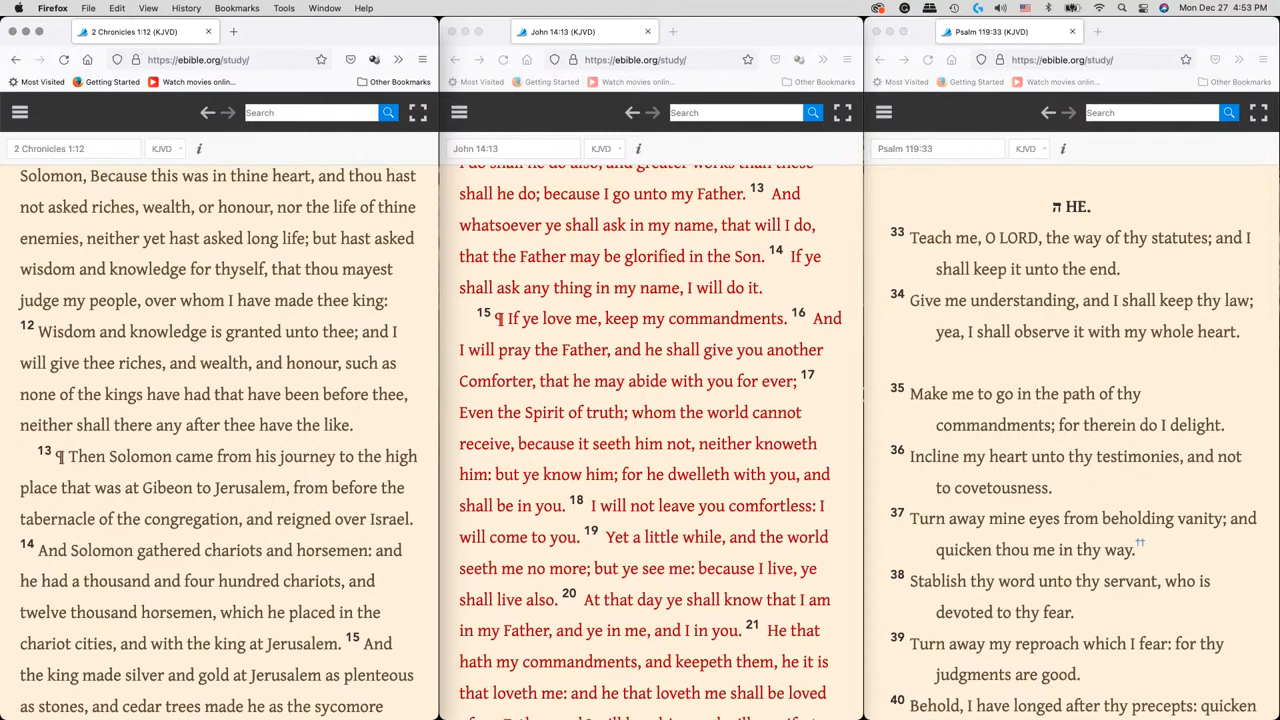 Firefox File Edit View History Bookmarks Tools Window Help Mon Dec 27 4:53 PM
2 Chronicles 1:12 (KJVD)
https://ebible.org/study/
Most Visited Getting Started Watch movies onlin... Other Bookmarks
Search
2 Chronicles 1:12 KJVD i
Solomon, Because this was in thine heart, and thou hast
not asked riches, wealth, or honour, nor the life of thine
enemies, neither yet hast asked long life; but hast asked
wisdom and knowledge for thyself, that thou mayest
judge my people, over whom I have made thee king:
12 Wisdom and knowledge is granted unto thee; and I
will give thee riches, and wealth, and honour, such as
none of the kings have had that have been before thee,
neither shall there any after thee have the like.
13 ¶ Then Solomon came from his journey to the high
place that was at Gibeon to Jerusalem, from before the
tabernacle of the congregation, and reigned over Israel.
14 And Solomon gathered chariots and horsemen: and
he had a thousand and four hundred chariots, and
twelve thousand horsemen, which he placed in the
chariot cities, and with the king at Jerusalem. 15 And
the king made silver and gold at Jerusalem as plenteous
as stones, and cedar trees made he as the sycomore
John 14:13 (KJVD)
https://ebible.org/study/
Most Visited Getting Started Watch movies onlin... Other Bookmarks
Search
John 14:13 KJVD i
I do shall he do also; and greater works than these
shall he do; because I go unto my Father. 13 And
whatsoever ye shall ask in my name, that will I do,
that the Father may be glorified in the Son. 14 If ye
shall ask any thing in my name, I will do it.
15 ¶ If ye love me, keep my commandments. 16 And
I will pray the Father, and he shall give you another
Comforter, that he may abide with you for ever; 17
Even the Spirit of truth; whom the world cannot
receive, because it seeth him not, neither knoweth
him: but ye know him; for he dwelleth with you, and
shall be in you. 18 I will not leave you comfortless: I
will come to you. 19 Yet a little while, and the world
seeth me no more; but ye see me: because I live, ye
shall live also. 20 At that day ye shall know that I am
in my Father, and ye in me, and I in you. 21 He that
hath my commandments, and keepeth them, he it is
that loveth me: and he that loveth me shall be loved
Psalm 119:33 (KJVD)
https://ebible.org/study/
Most Visited Getting Started Watch movies onlin... Other Bookmarks
Search
Psalm 119:33 KJVD i
ה HE.
33 Teach me, O LORD, the way of thy statutes; and I
shall keep it unto the end.
34 Give me understanding, and I shall keep thy law;
yea, I shall observe it with my whole heart.
35 Make me to go in the path of thy
commandments; for therein do I delight.
36 Incline my heart unto thy testimonies, and not
to covetousness.
37 Turn away mine eyes from beholding vanity; and
quicken thou me in thy way.††
38 Stablish thy word unto thy servant, who is
devoted to thy fear.
39 Turn away my reproach which I fear: for thy
judgments are good.
40 Behold, I have longed after thy precepts: quicken